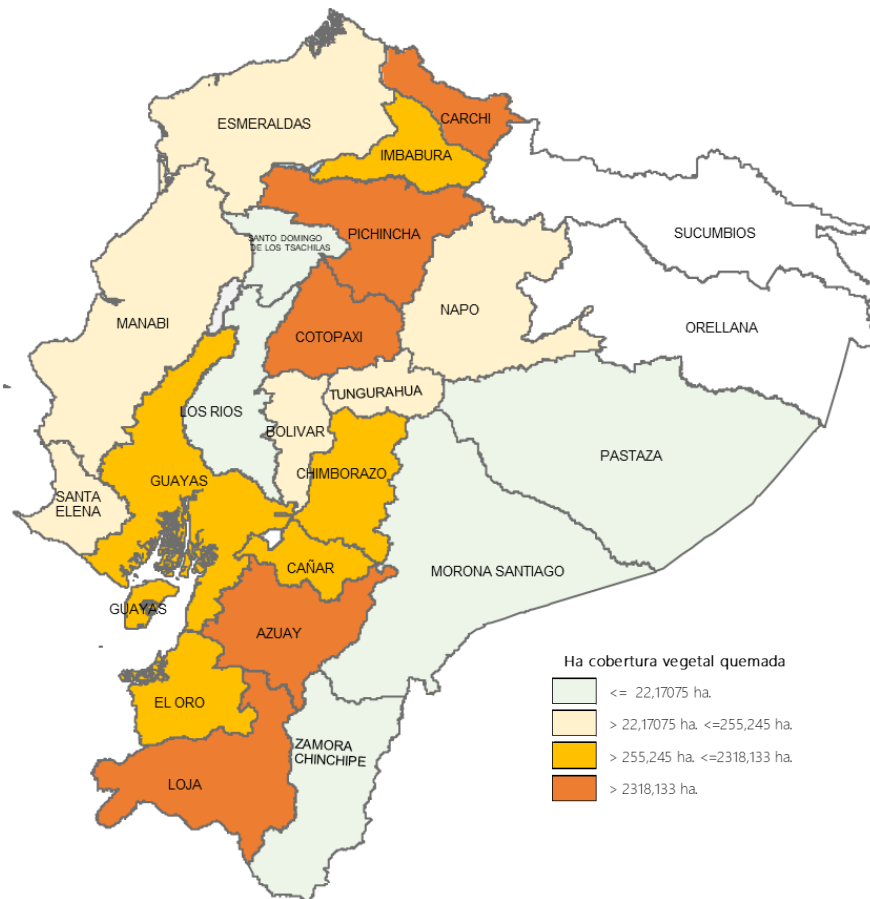 ESMERALDAS
CARCHI
IMBABURA
SUCUMBIOS
PICHINCHA
SANTO DOMINGO
DE LOS TSACHILAS
NAPO
MANABI
ORELLANA
COTOPAXI
TUNGURAHUA
LOS RIOS
BOLIVAR
PASTAZA
CHIMBORAZO
GUAYAS
SANTA
ELENA
CAÑAR
MORONA SANTIAGO
GUAYAS
AZUAY
EL ORO
ZAMORA
CHINCHIPE
LOJA
Ha cobertura vegetal quemada
<= 22,17075 ha.
> 22,17075 ha. <=255,245 ha.
> 255,245 ha. <=2318,133 ha.
> 2318,133 ha.